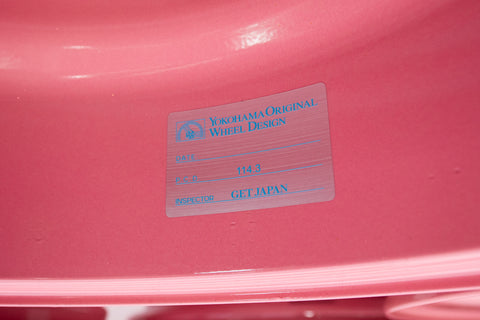 YOKOHAMA ORIGINAL
WHEEL DESIGN
DATE
P.C.D 114.3
INSPECTOR GET JAPAN